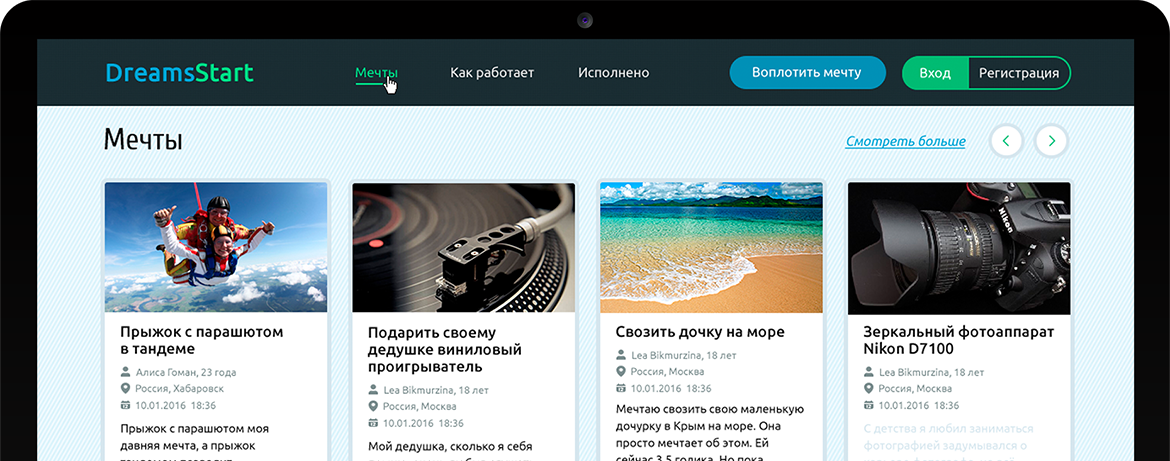 DreamsStart
Мечты
Как работает
Исполнено
Воплотить мечту
Вход
Регистрация
Мечты
Смотреть больше
Nikon
Прыжок с парашютом
в тандеме
Алиса Гоман, 23 года
Россия, Хабаровск
10.01.2016 18:36
Прыжок с парашютом моя
давняя мечта, а прыжок
Подарить своему
дедушке виниловый
проигрыватель
Lea Bikmurzina, 18 лет
Россия, Москва
10.01.2016 18:36
Мой дедушка, сколько я себя
Свозить дочку на море
Lea Bikmurzina, 18 лет
Россия, Москва
10.01.2016 18:36
Мечтаю свозить свою маленькую
дочурку в Крым на море. Она
просто мечтает об этом. Ей
сейчас 3,5 годика. Но пока
Зеркальный фотоаппарат
Nikon D7100
Lea Bikmurzina, 18 лет
Россия, Москва
10.01.2016 18:36
С детства я любил заниматься
фотографией задумывался о